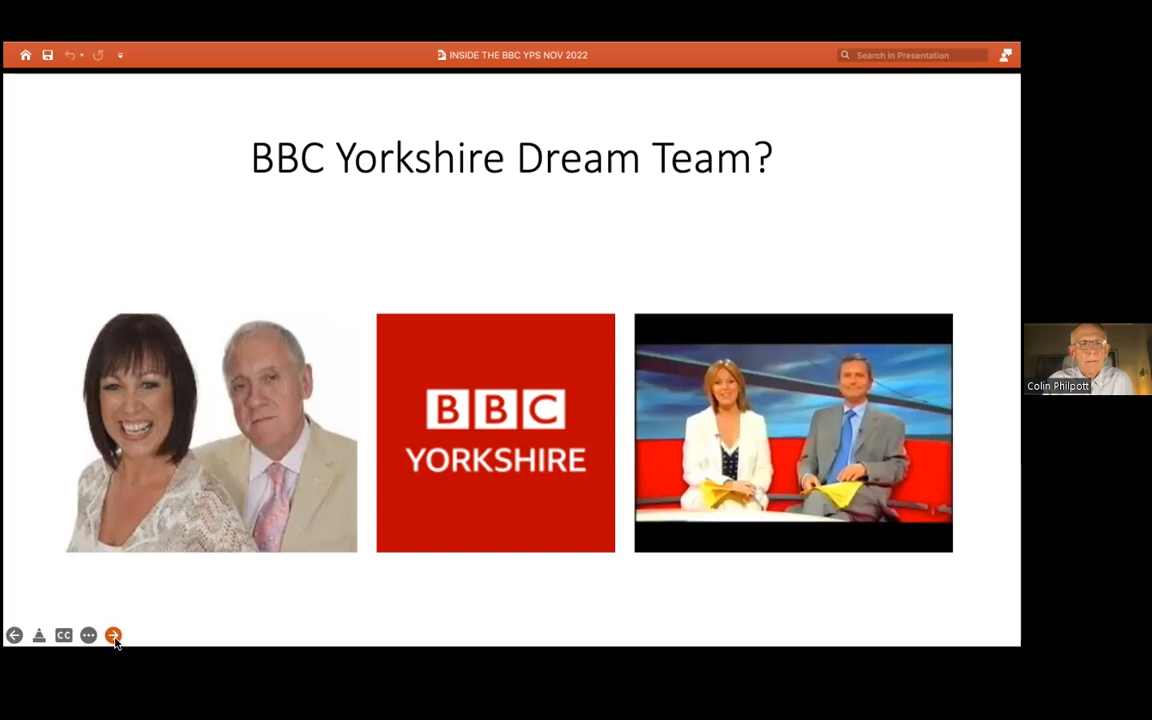 INSIDE THE BBC YPS NOV 2022
Search in Presentation
BBC Yorkshire Dream Team?
BBC
YORKSHIRE
Colin Philpott
CC